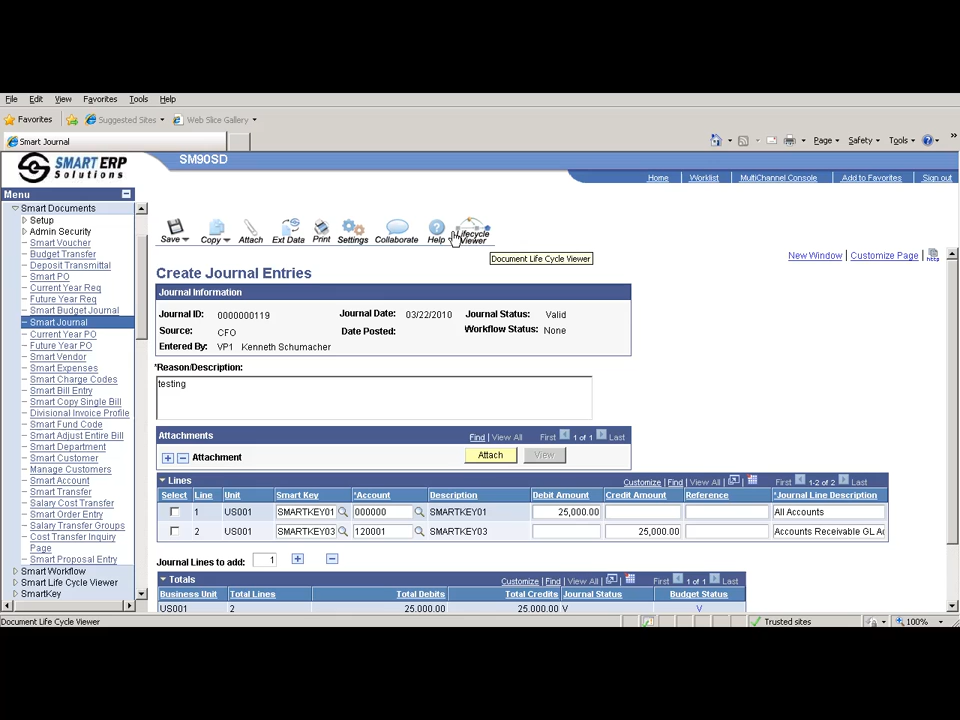 File Edit View Favorites Tools Help
Favorites Suggested Sites Web Slice Gallery
Smart Journal Page Safety Tools
SMART ERP Solutions SM90SD
Home Worklist MultiChannel Console Add to Favorites Sign out
Menu
Smart Documents
Setup
Admin Security
Smart Voucher
Budget Transfer
Deposit Transmittal
Smart PO
Current Year Req
Future Year Req
Smart Budget Journal
Smart Journal
Current Year PO
Future Year PO
Smart Vendor
Smart Expenses
Smart Charge Codes
Smart Bill Entry
Smart Copy Single Bill
Divisional Invoice Profile
Smart Fund Code
Smart Adjust Entire Bill
Smart Department
Smart Customer
Manage Customers
Smart Account
Smart Transfer
Salary Cost Transfer
Smart Order Entry
Salary Transfer Groups
Cost Transfer Inquiry
Page
Smart Proposal Entry
Smart Workflow
Smart Life Cycle Viewer
SmartKey
Save Copy Attach Ext Data Print Settings Collaborate Help Lifecycle Viewer
Document Life Cycle Viewer
New Window Customize Page http
Create Journal Entries
Journal Information
Journal ID: 0000000119 Journal Date: 03/22/2010 Journal Status: Valid
Source: CFO Date Posted: Workflow Status: None
Entered By: VP1 Kenneth Schumacher
*Reason/Description:
testing
Attachments Find | View All First 1 of 1 Last
Attachment Attach View
Lines Customize | Find | View All | First 1-2 of 2 Last
Select Line Unit Smart Key *Account Description Debit Amount Credit Amount Reference *Journal Line Description
1 US001 SMARTKEY01 000000 SMARTKEY01 25,000.00 All Accounts
2 US001 SMARTKEY03 120001 SMARTKEY03 25,000.00 Accounts Receivable GL A
Journal Lines to add: 1
Totals Customize | Find | View All | First 1 of 1 Last
Business Unit Total Lines Total Debits Total Credits Journal Status Budget Status
US001 2 25,000.00 25,000.00 V V
Document Life Cycle Viewer Trusted sites 100%